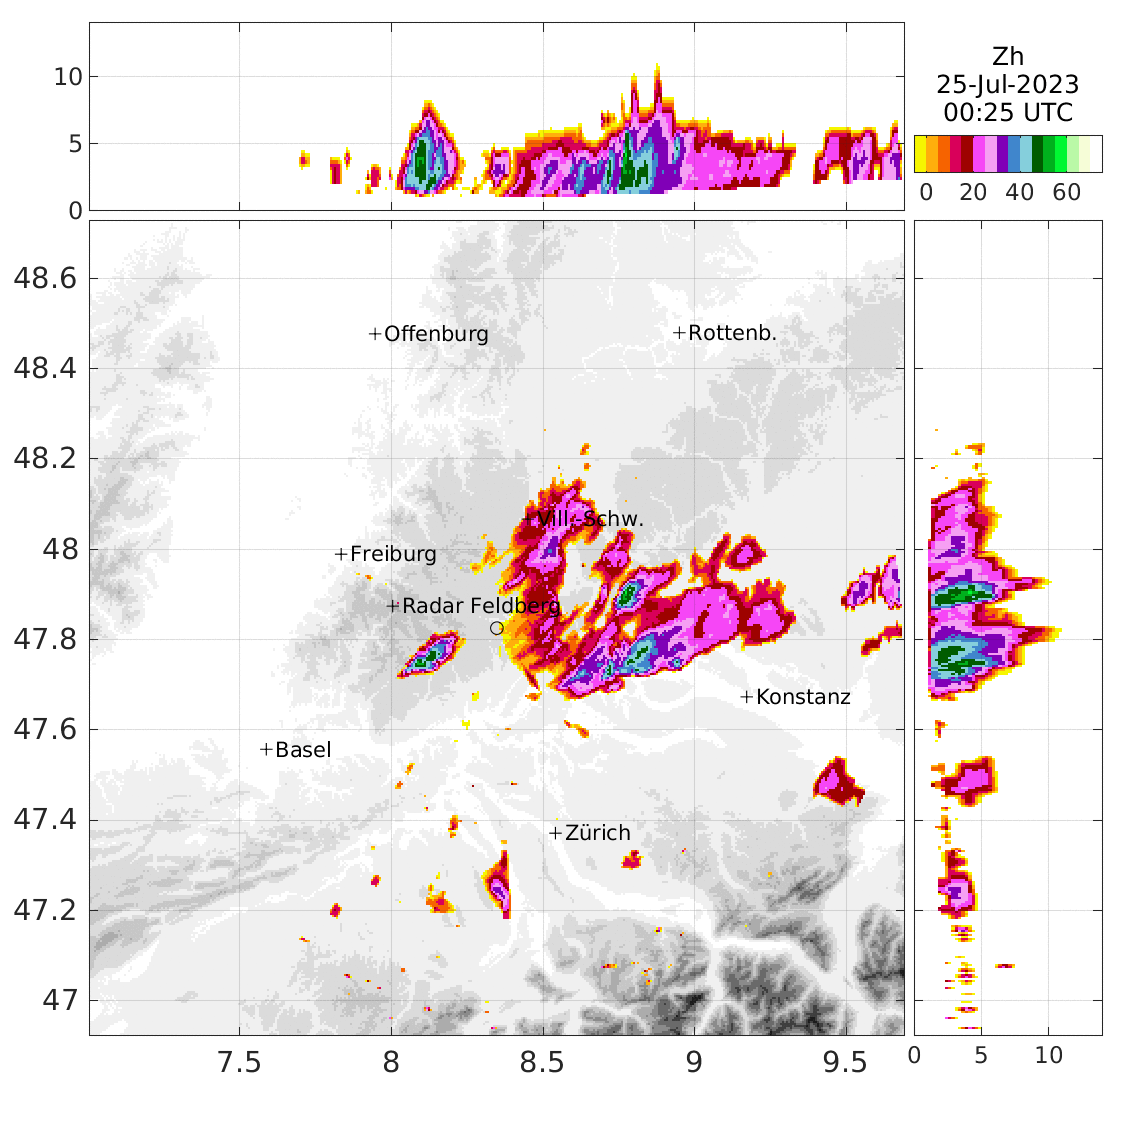 10
5
0
Zh
25-Jul-2023
00:25 UTC
0 20 40 60
48.6
48.4
48.2
48
47.8
47.6
47.4
47.2
47
+Offenburg
+Rottenb.
+Vill.-Schw.
+Freiburg
+Radar Feldberg
+Konstanz
+Basel
+Zürich
7.5 8 8.5 9 9.5
0 5 10